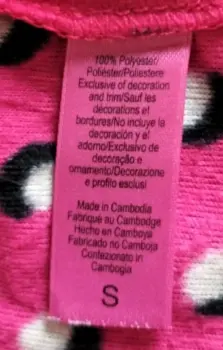 100% Polyester/
Poliéster/Poliestere
Exclusive of decoration
and trim/Sauf les
décorations et
bordures/No incluye la
decoración y el
adorno/Exclusivo de
decoração e
ornamento/Decorazione
e profilo esclusi
Made in Cambodia
Fabriqué au Cambodge
Hecho en Camboya
Fabricado no Camboja
Confezionato in
Cambogia
S